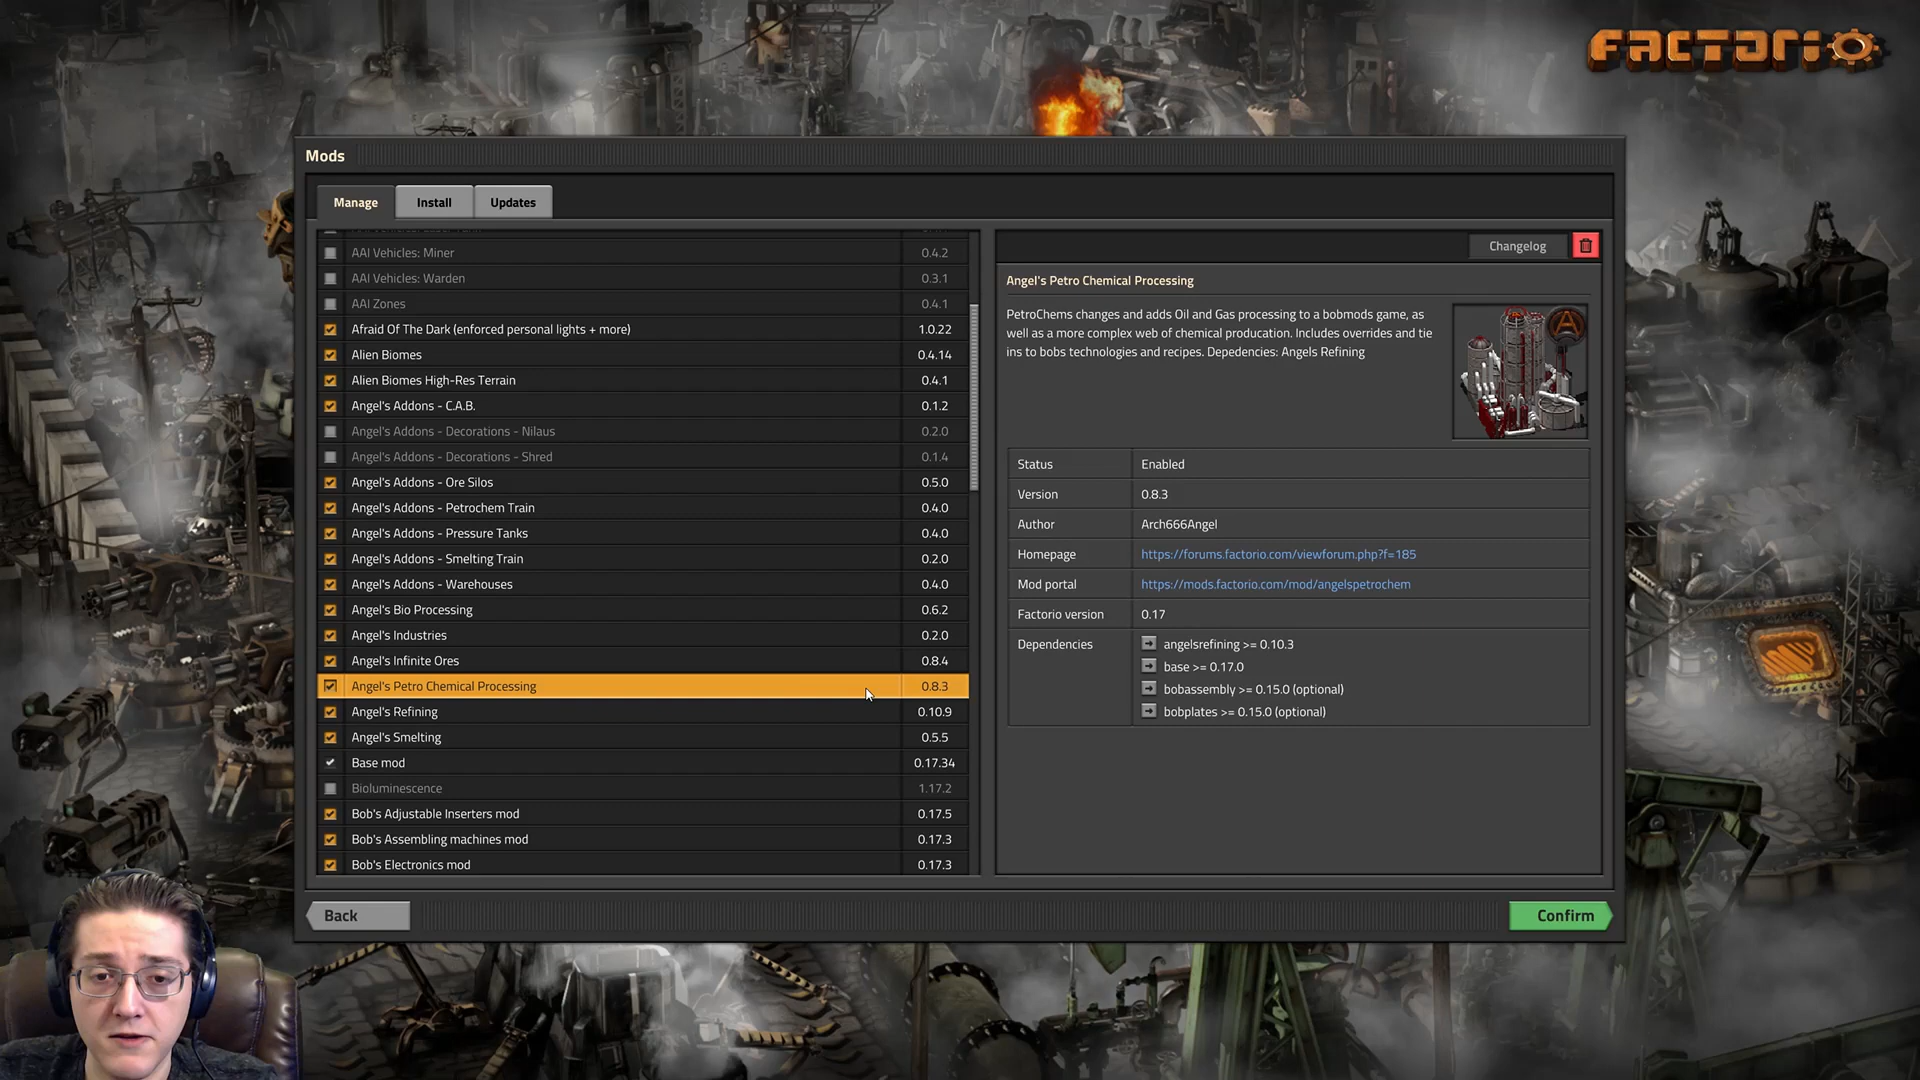 FACTORIO
Mods
Manage
Install
Updates
AAI Vehicles: Miner 0.4.2
AAI Vehicles: Warden 0.3.1
AAI Zones 0.4.1
Afraid Of The Dark (enforced personal lights + more) 1.0.22
Alien Biomes 0.4.14
Alien Biomes High-Res Terrain 0.4.1
Angel's Addons - C.A.B. 0.1.2
Angel's Addons - Decorations - Nilaus 0.2.0
Angel's Addons - Decorations - Shred 0.1.4
Angel's Addons - Ore Silos 0.5.0
Angel's Addons - Petrochem Train 0.4.0
Angel's Addons - Pressure Tanks 0.4.0
Angel's Addons - Smelting Train 0.2.0
Angel's Addons - Warehouses 0.4.0
Angel's Bio Processing 0.6.2
Angel's Industries 0.2.0
Angel's Infinite Ores 0.8.4
Angel's Petro Chemical Processing 0.8.3
Angel's Refining 0.10.9
Angel's Smelting 0.5.5
Base mod 0.17.34
Bioluminescence 1.17.2
Bob's Adjustable Inserters mod 0.17.5
Bob's Assembling machines mod 0.17.3
Bob's Electronics mod 0.17.3
Changelog
Angel's Petro Chemical Processing
PetroChems changes and adds Oil and Gas processing to a bobmods game, as
well as a more complex web of chemical producation. Includes overrides and tie
ins to bobs technologies and recipes. Depedencies: Angels Refining
Status Enabled
Version 0.8.3
Author Arch666Angel
Homepage https://forums.factorio.com/viewforum.php?f=185
Mod portal https://mods.factorio.com/mod/angelspetrochem
Factorio version 0.17
Dependencies angelsrefining >= 0.10.3
base >= 0.17.0
bobassembly >= 0.15.0 (optional)
bobplates >= 0.15.0 (optional)
Back
Confirm